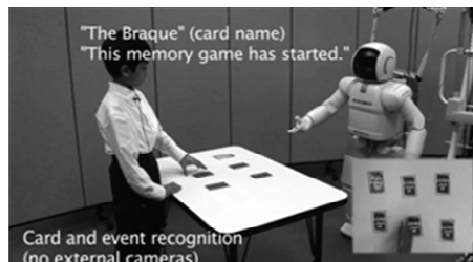 "The Braque" (card name)
"This memory game has started."
Card and event recognition
(no external cameras)